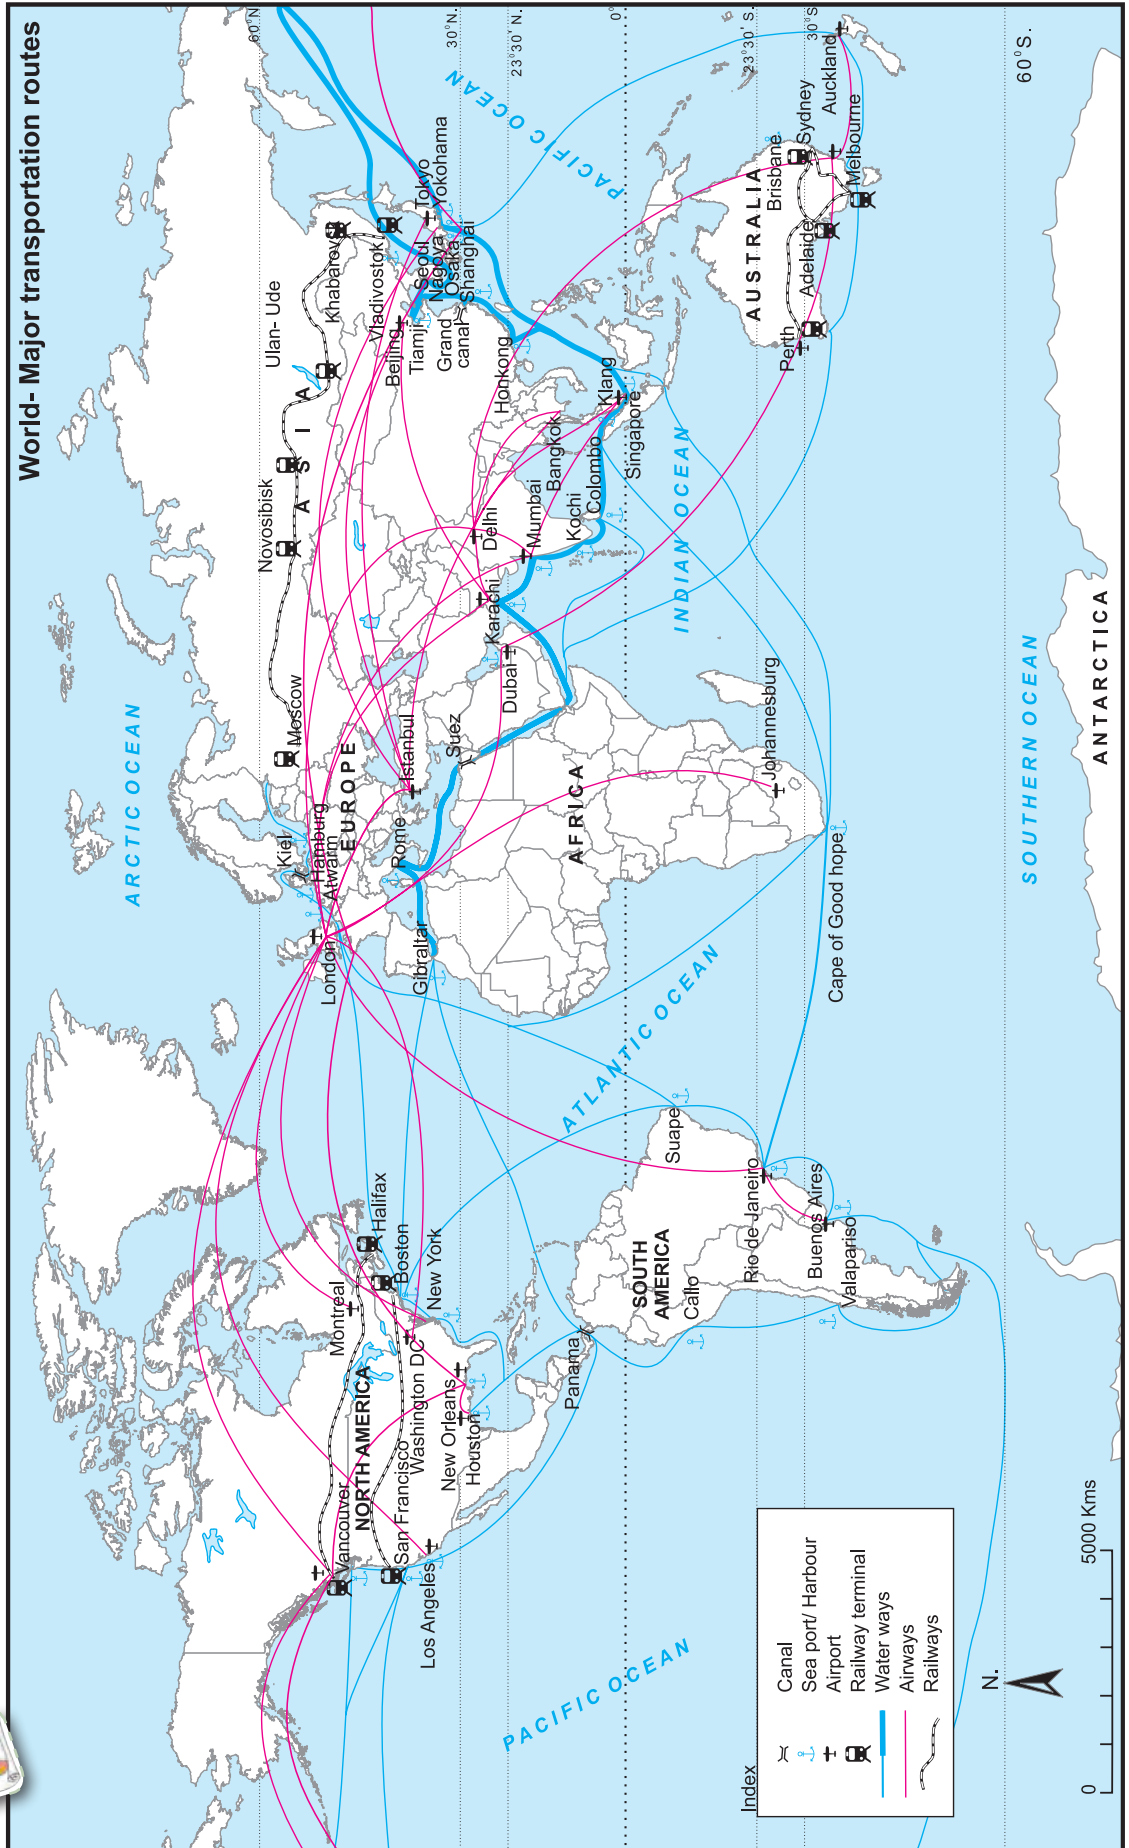 World- Major transportation routes
ARCTIC OCEAN
60°N
30°N
23°30' N.
0°
23°30' S.
30°S
60°S.
PACIFIC OCEAN
NORTH AMERICA
Vancouver
San Francisco
Los Angeles
Montreal
Halifax
Boston
New York
Washington DC
New Orleans
Houston
Panama
SOUTH
AMERICA
Callo
Suape
Rio de Janeiro
Buenos Aires
Valapariso
ATLANTIC OCEAN
EUROPE
London
Kiel
Hamburg
Atwarm
Moscow
Rome
Istanbul
Gibraltar
Suez
AFRICA
Johannesburg
Cape of Good hope
ASIA
Novosibisk
Ulan- Ude
Khabarovs
Vladivostok
Beijing
Tiamji
Seoul
Nagoya
Osaka
Shanghai
Tokyo
Yokohama
Grand
canal
Honkong
Dubai
Karachi
Delhi
Mumbai
Kochi
Colombo
Bangkok
Klang
Singapore
INDIAN OCEAN
PACIFIC OCEAN
AUSTRALIA
Perth
Adelaide
Brisbane
Sydney
Melbourne
Auckland
SOUTHERN OCEAN
ANTARCTICA
Index
Canal
Sea port/ Harbour
Airport
Railway terminal
Water ways
Airways
Railways
N.
0
5000 Kms